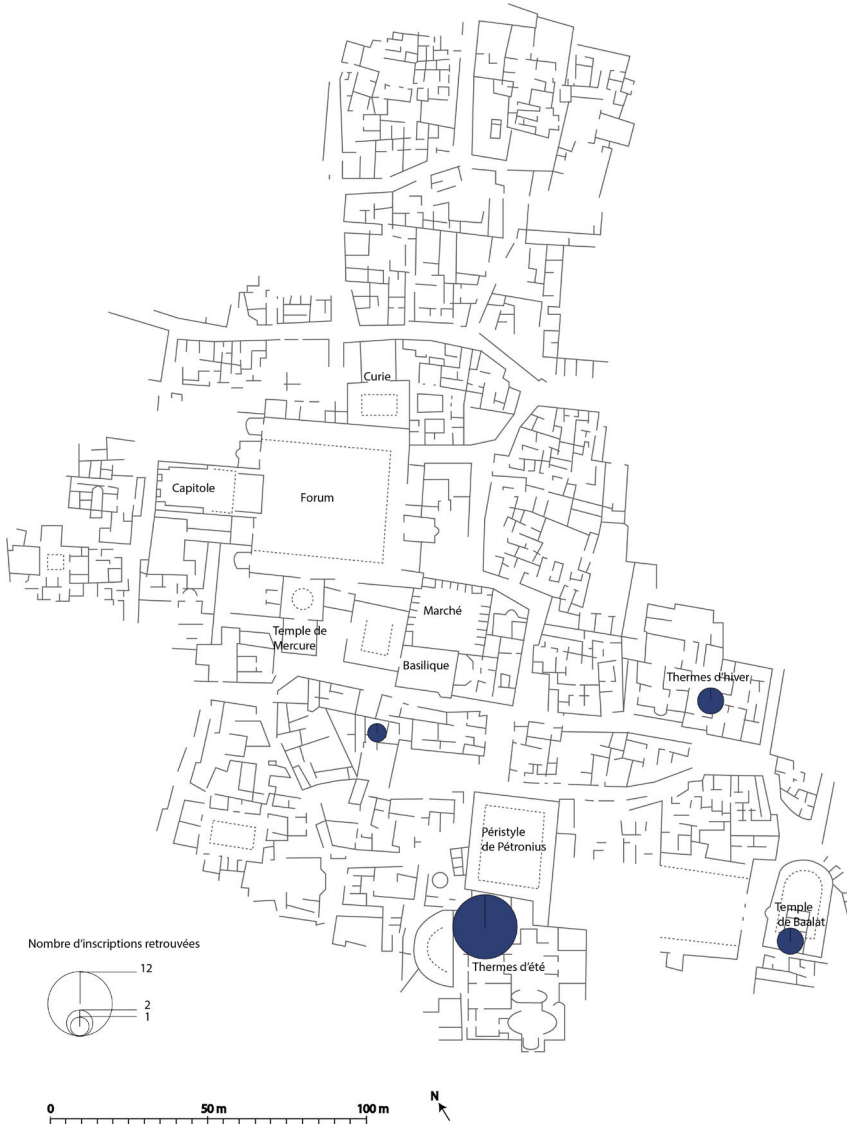 Curie
Capitole
Forum
Marché
Temple de
Mercure
Basilique
Thermes d'hiver
Péristyle
de Pétronius
Temple
de Baalat
Thermes d'été
Nombre d'inscriptions retrouvées
12
2
1
0 50 m 100 m
N